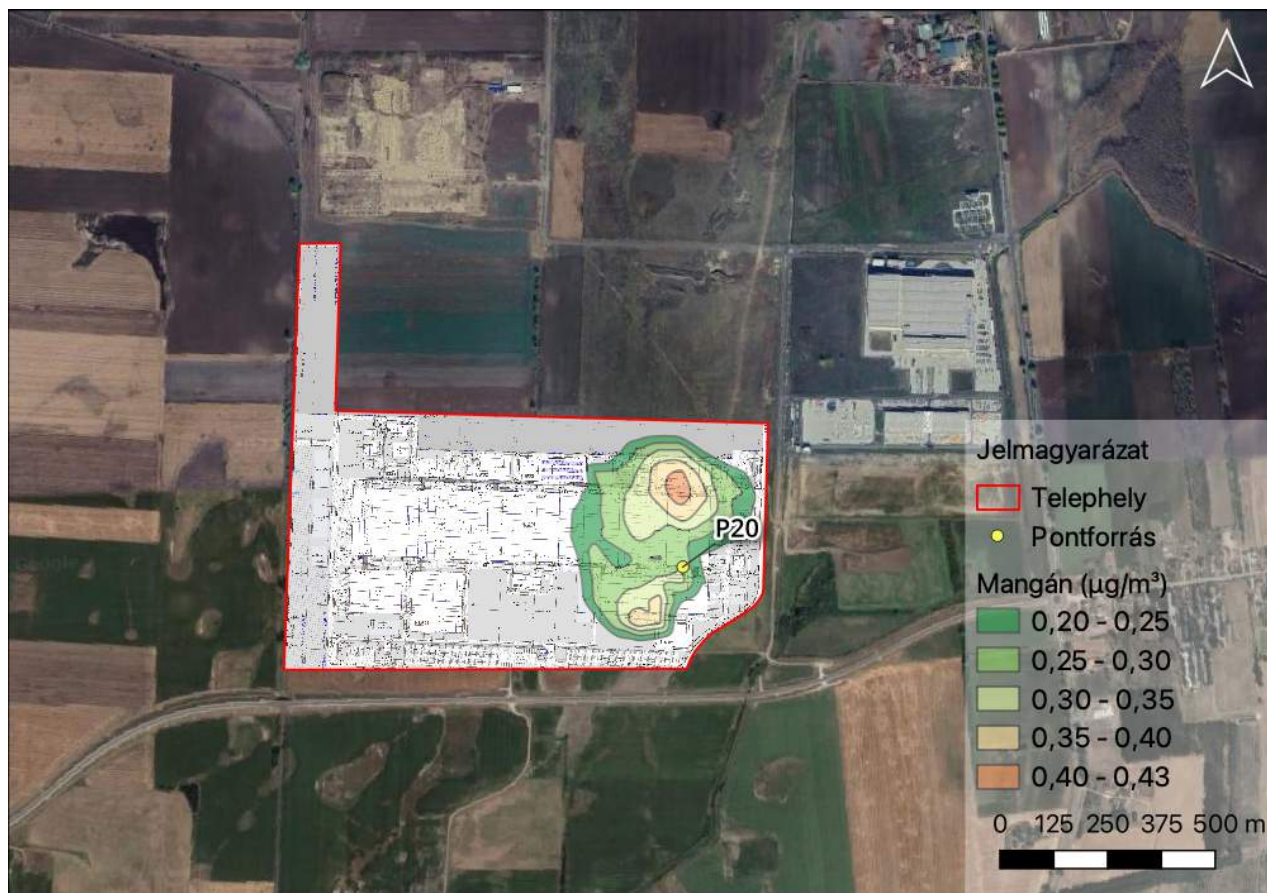 P20
Jelmagyarázat
Telephely
Pontforrás
Mangán (µg/m³)
0,20 - 0,25
0,25 - 0,30
0,30 - 0,35
0,35 - 0,40
0,40 - 0,43
0 125 250 375 500 m